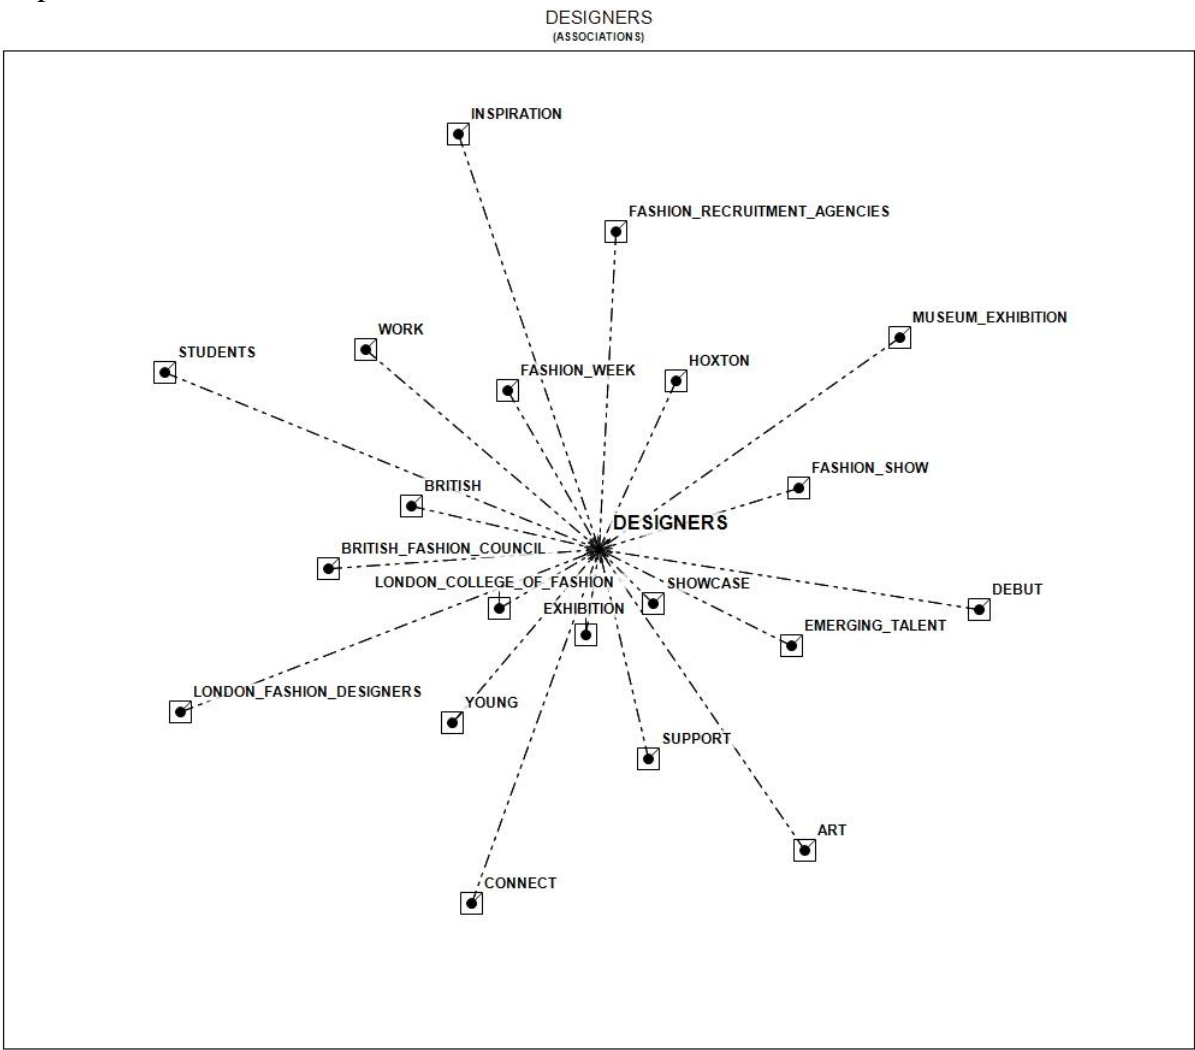 DESIGNERS
(ASSOCIATIONS)
INSPIRATION
FASHION_RECRUITMENT_AGENCIES
MUSEUM_EXHIBITION
WORK
STUDENTS
HOXTON
FASHION_WEEK
FASHION_SHOW
BRITISH
DESIGNERS
BRITISH_FASHION_COUNCIL
LONDON_COLLEGE_OF_FASHION
SHOWCASE
DEBUT
EXHIBITION
EMERGING_TALENT
LONDON_FASHION_DESIGNERS
YOUNG
SUPPORT
ART
CONNECT